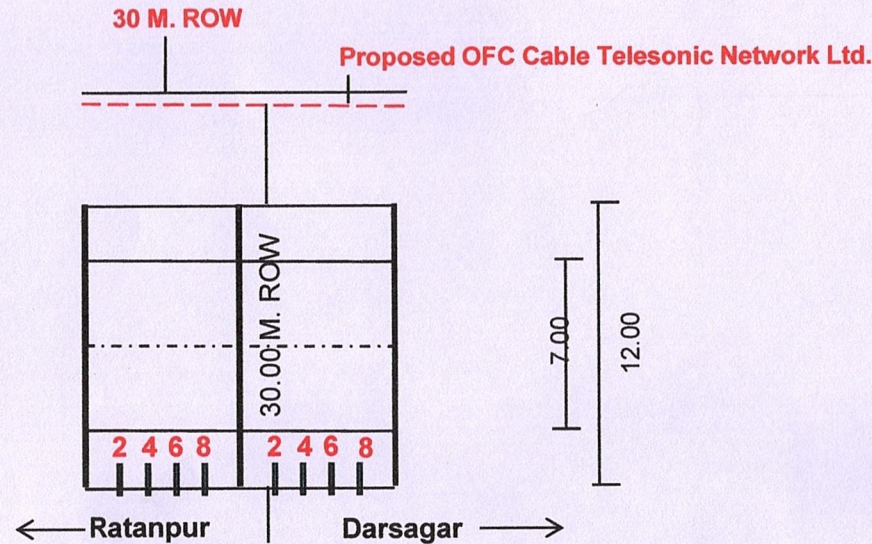 30 M. ROW
Proposed OFC Cable Telesonic Network Ltd.
30.00 M. ROW
7.00
12.00
2 4 6 8 2 4 6 8
Ratanpur Darsagar